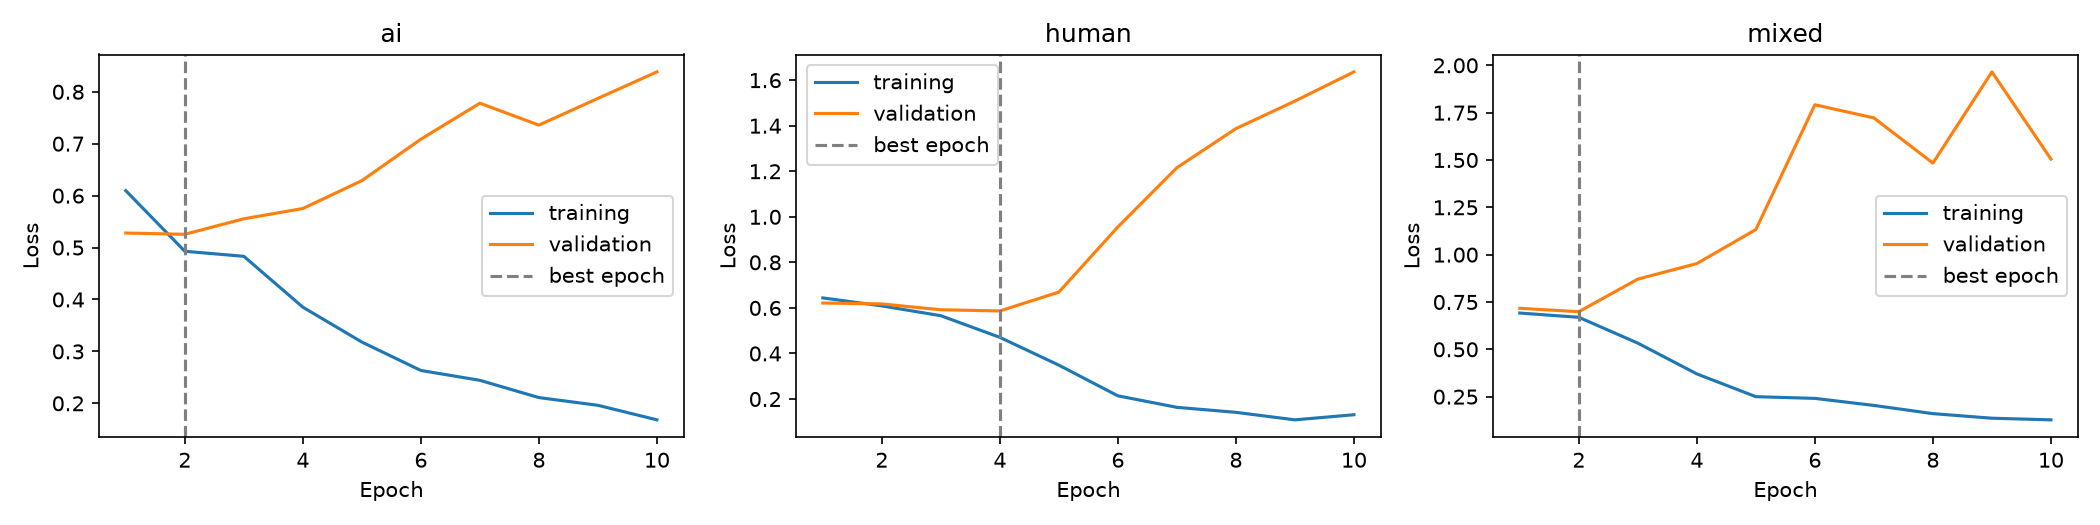 ai
0.8
0.7
0.6
0.5
0.4
0.3
0.2
Loss
training
validation
best epoch
2 4 6 8 10
Epoch
human
1.6
1.4
1.2
1.0
0.8
0.6
0.4
0.2
Loss
training
validation
best epoch
2 4 6 8 10
Epoch
mixed
2.00
1.75
1.50
1.25
1.00
0.75
0.50
0.25
Loss
training
validation
best epoch
2 4 6 8 10
Epoch